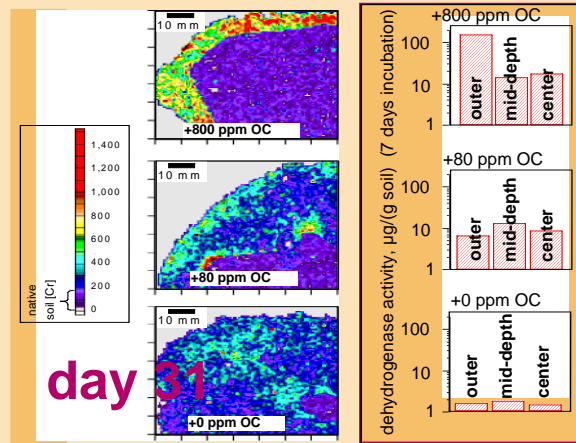 10 mm
+800 ppm OC
1,400
1,200
1,000
800
600
400
200
0
native
soil [Cr]
10 mm
+80 ppm OC
10 mm
+0 ppm OC
day 31
dehydrogenase activity, µg/(g soil) (7 days incubation)
+800 ppm OC
100
10
1
outer
mid-depth
center
+80 ppm OC
100
10
1
outer
mid-depth
center
+0 ppm OC
100
10
1
outer
mid-depth
center